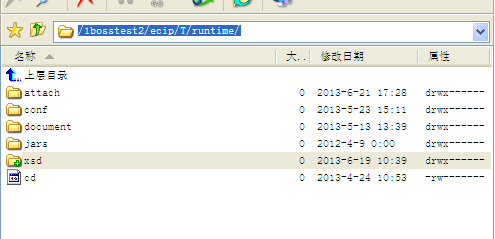 /ibosstest2/ecip/T/runtime/
名称 大.. 修改日期 属性
上层目录
attach 0 2013-6-21 17:28 drwx------
conf 0 2013-5-23 15:11 drwx------
document 0 2013-5-13 13:39 drwx------
jars 0 2012-4-9 0:00 drwx------
xsd 0 2013-6-19 10:39 drwx------
cd 0 2013-4-24 10:53 -rw-------